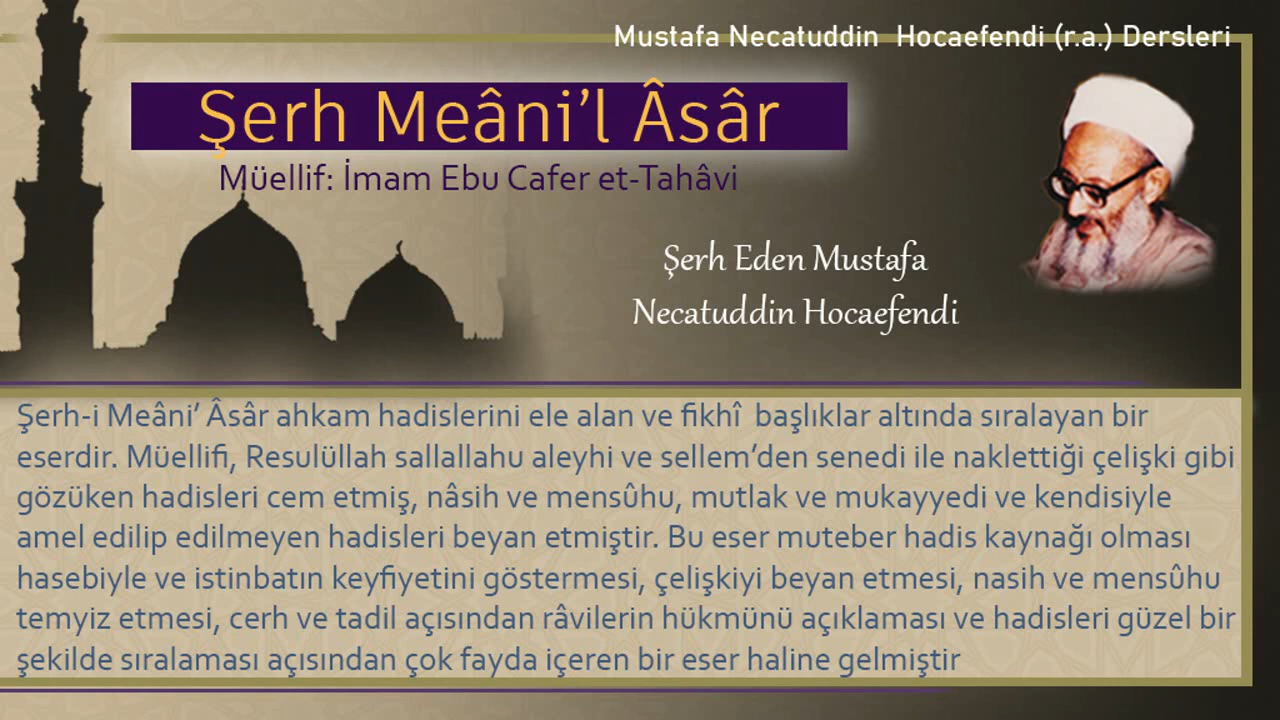 Mustafa Necatuddin Hocaefendi (r.a.) Dersleri
Şerh Meâni’l Âsâr
Müellif: İmam Ebu Cafer et-Tahâvi
Şerh Eden Mustafa
Necatuddin Hocaefendi
Şerh-i Meâni’ Âsâr ahkam hadislerini ele alan ve fikhî başlıklar altında sıralayan bir
eserdir. Müellifi, Resulüllah sallallahu aleyhi ve sellem’den senedi ile naklettiği çelişki gibi
gözüken hadisleri cem etmiş, nâsih ve mensûhu, mutlak ve mukayyedi ve kendisiyle
amel edilip edilmeyen hadisleri beyan etmiştir. Bu eser muteber hadis kaynağı olması
hasebiyle ve istinbatın keyfiyetini göstermesi, çelişkiyi beyan etmesi, nasih ve mensûhu
temyiz etmesi, cerh ve tadil açısından râvilerin hükmünü açıklaması ve hadisleri güzel bir
şekilde sıralaması açısından çok fayda içeren bir eser haline gelmiştir